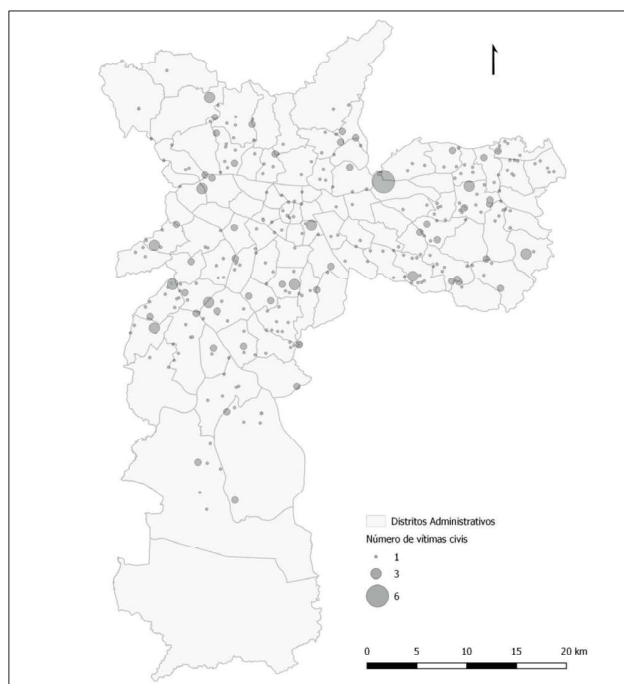 Distritos Administrativos
Número de vítimas civis
1
3
6
0 5 10 15 20 km